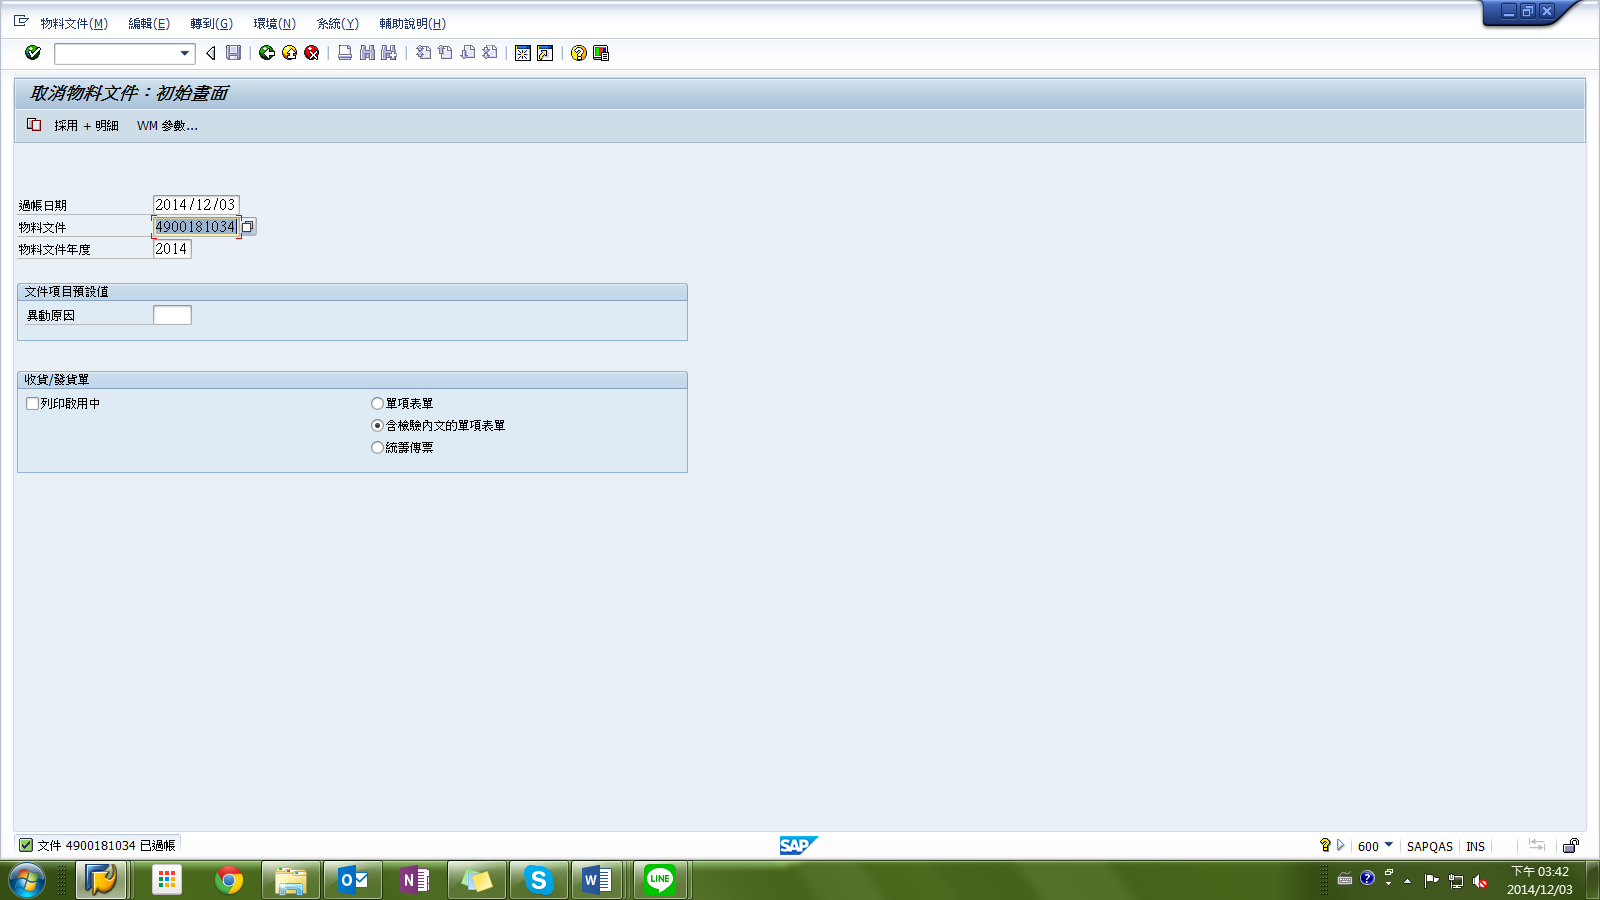 物料文件(M) 編輯(E) 轉到(G) 環境(N) 系統(Y) 輔助說明(H)
取消物料文件：初始畫面
採用 + 明細 WM 參數...
過帳日期 2014/12/03
物料文件 4900181034
物料文件年度 2014
文件項目預設值
異動原因
收貨/發貨單
列印啟用中 單項表單
含檢驗內文的單項表單
統籌傳票
文件 4900181034 已過帳 SAP 600 SAPQAS INS
下午 03:42
2014/12/03
LINE